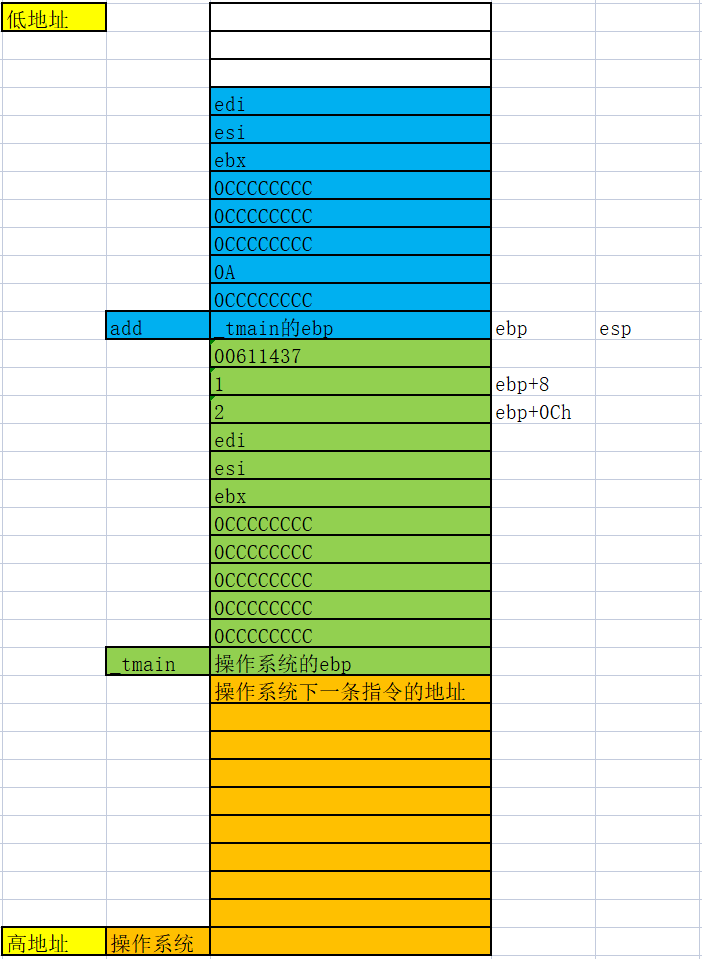 低地址
edi
esi
ebx
0CCCCCCCC
0CCCCCCCC
0CCCCCCCC
0A
0CCCCCCCC
add _tmain的ebp ebp esp
00611437
1 ebp+8
2 ebp+0Ch
edi
esi
ebx
0CCCCCCCC
0CCCCCCCC
0CCCCCCCC
0CCCCCCCC
0CCCCCCCC
_tmain 操作系统的ebp
操作系统下一条指令的地址
高地址 操作系统